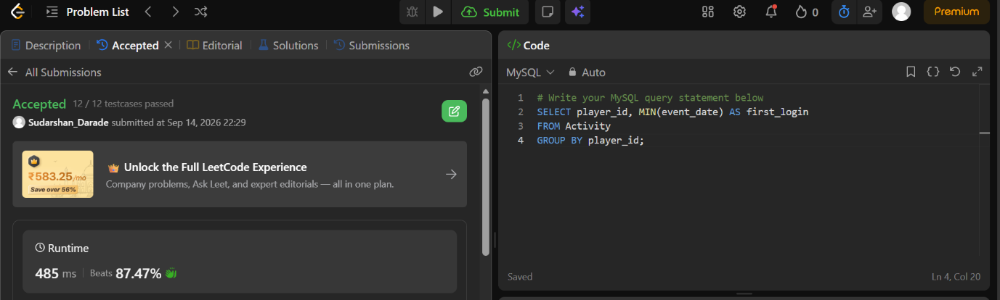 Problem List
Submit
0
Premium
Description
Accepted
Editorial
Solutions
Submissions
All Submissions
Accepted 12 / 12 testcases passed
Sudarshan_Darade submitted at Sep 14, 2026 22:29
₹583.25/mo
Save over 56%
Unlock the Full LeetCode Experience
Company problems, Ask Leet, and expert editorials — all in one plan.
Runtime
485 ms Beats 87.47%
</> Code
MySQL Auto
1 # Write your MySQL query statement below
2 SELECT player_id, MIN(event_date) AS first_login
3 FROM Activity
4 GROUP BY player_id;
Saved
Ln 4, Col 20